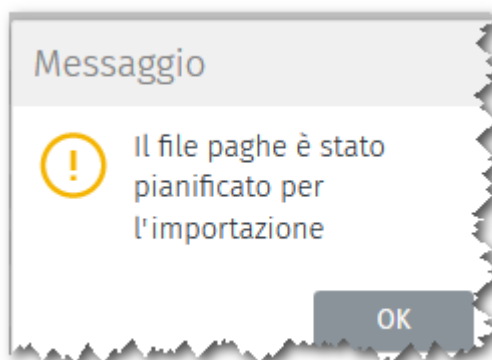 Messaggio
Il file paghe è stato
pianificato per
l'importazione
OK